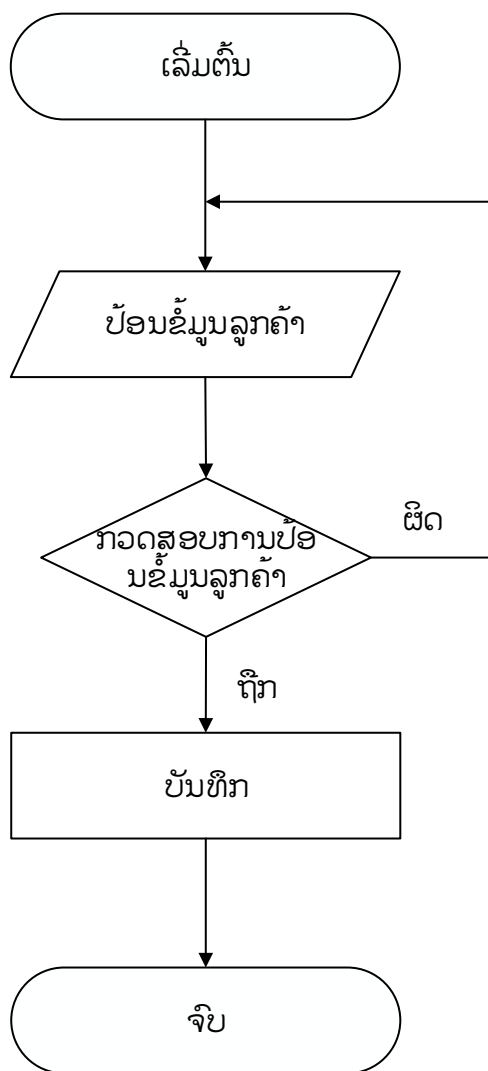 ເລີ່ມຕົ້ນ
ປ້ອນຂໍ້ມູນລູກຄ້າ
ກວດສອບການປ້ອ
ນຂໍ້ມູນລູກຄ້າ
ຜິດ
ຖືກ
ບັນທຶກ
ຈົບ